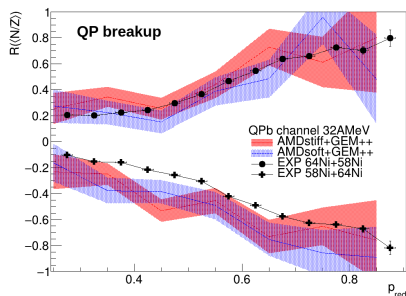 R(⟨N/Z⟩)
QP breakup
1
0.8
0.6
0.4
0.2
0
−0.2
−0.4
−0.6
−0.8
−1
QPb channel 32AMeV
AMDstiff+GEM++
AMDsoft+GEM++
EXP 64Ni+58Ni
EXP 58Ni+64Ni
0.4 0.6 0.8
p_red